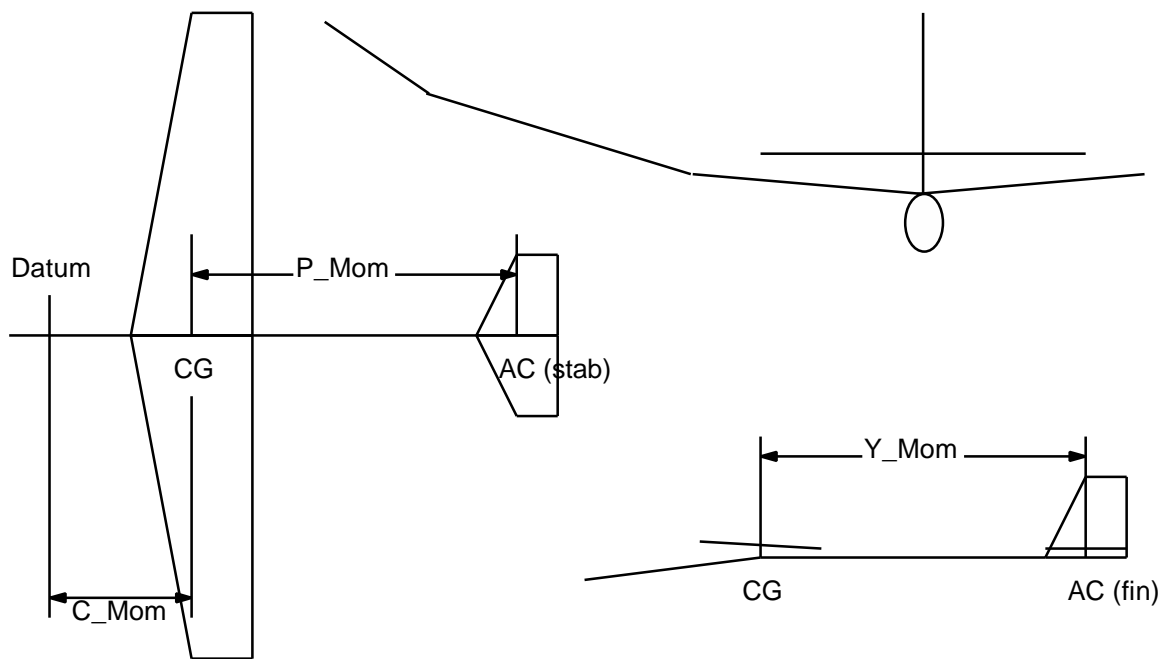 Datum
P_Mom
CG
AC (stab)
Y_Mom
CG
AC (fin)
C_Mom